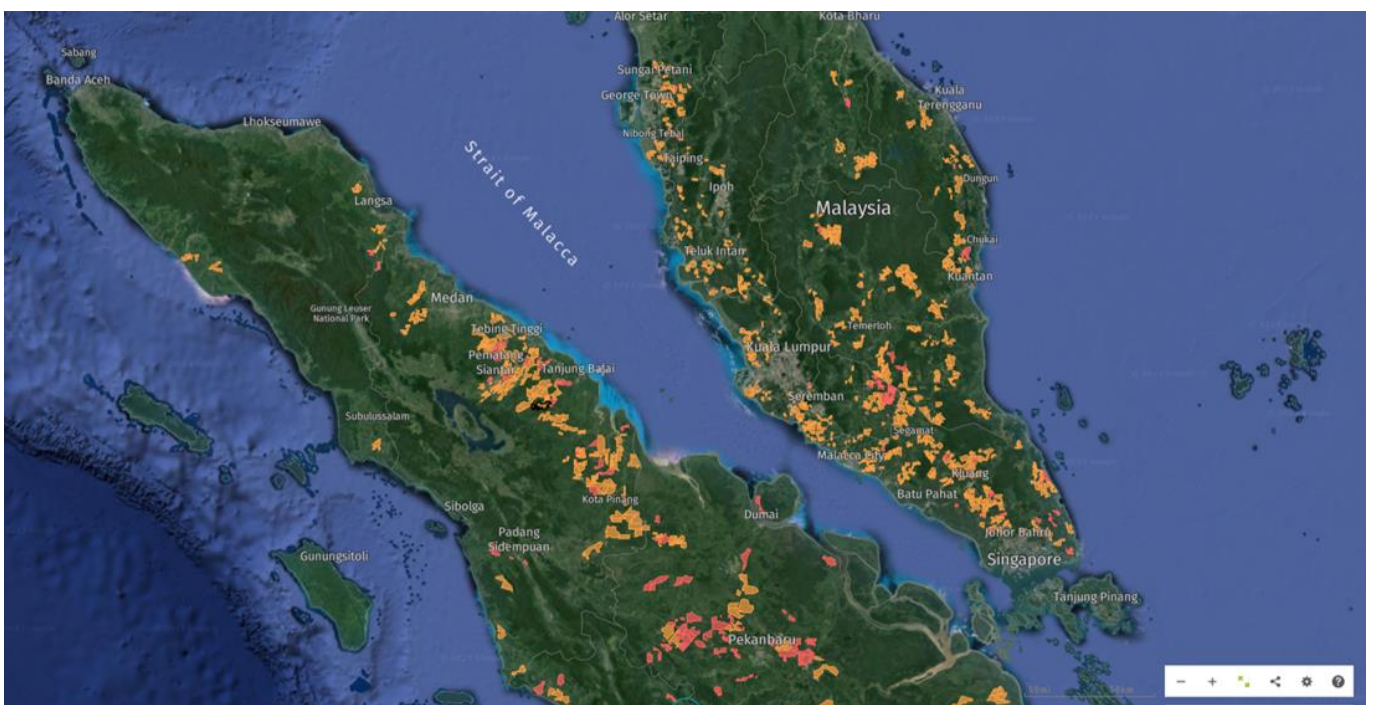 Alor Setar
Kota Bharu
Sabang
Banda Aceh
Sungai Petani
George Town
Kuala
Terengganu
Lhokseumawe
Nibong Tebal
Taiping
Strait of Malacca
Ipoh
Dungun
Langsa
Malaysia
Chukai
Teluk Intan
Kuantan
Medan
Gunung Leuser
National Park
Tebing Tinggi
Temerloh
Kuala Lumpur
Pematang
Siantar
Tanjung Balai
Seremban
Subulussalam
Segamat
Malacca City
Kluang
Kota Pinang
Batu Pahat
Sibolga
Dumai
Padang
Sidempuan
Johor Bahru
Gunungsitoli
Singapore
Tanjung Pinang
Pekanbaru